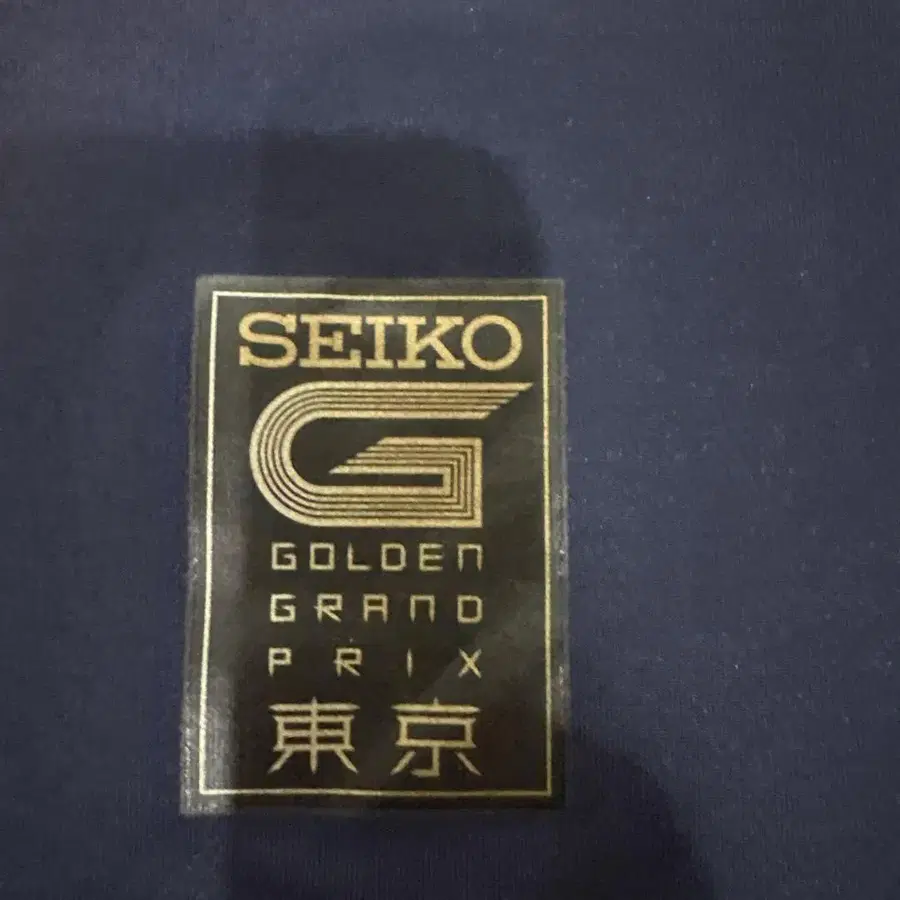 SEIKO
G
GOLDEN
GRAND
PRIX
東京